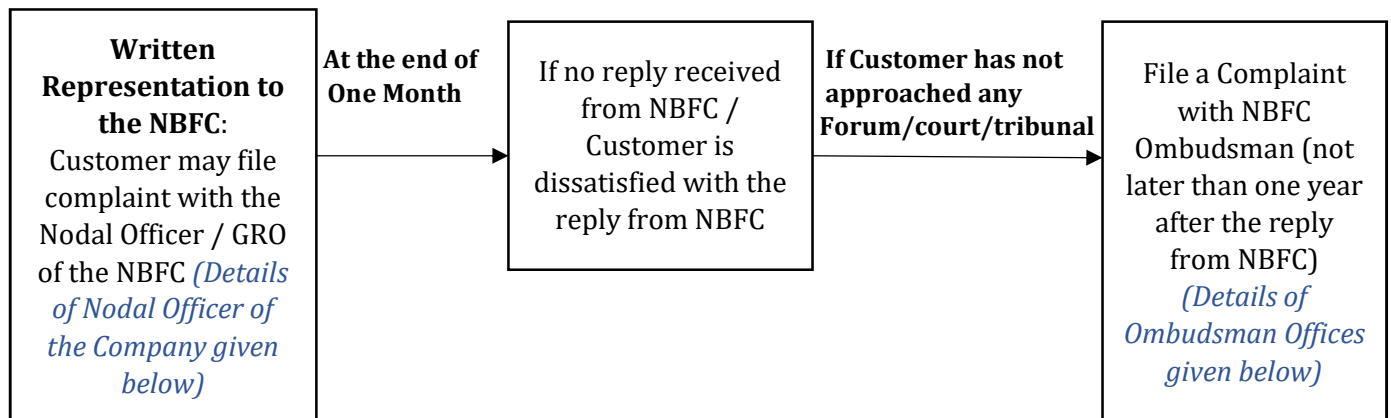 Written
Representation to
the NBFC:
Customer may file
complaint with the
Nodal Officer / GRO
of the NBFC (Details
of Nodal Officer of
the Company given
below)
At the end of
One Month
If no reply received
from NBFC /
Customer is
dissatisfied with the
reply from NBFC
If Customer has not
approached any
Forum/court/tribunal
File a Complaint
with NBFC
Ombudsman (not
later than one year
after the reply
from NBFC)
(Details of
Ombudsman Offices
given below)